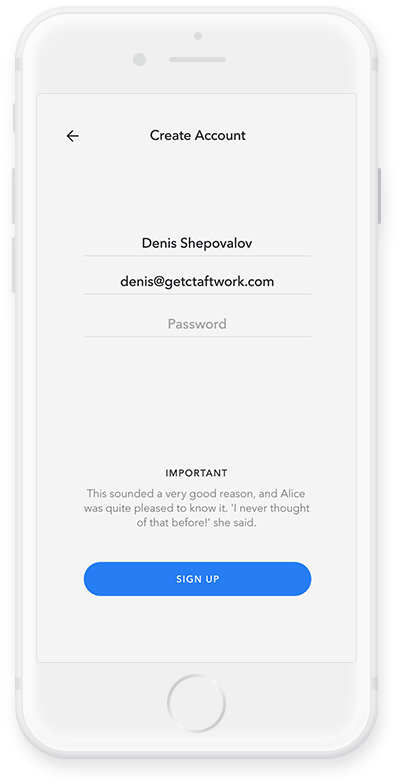 Create Account
Denis Shepovalov
denis@getctaftwork.com
Password
IMPORTANT
This sounded a very good reason, and Alice
was quite pleased to know it. 'I never thought
of that before!' she said.
SIGN UP